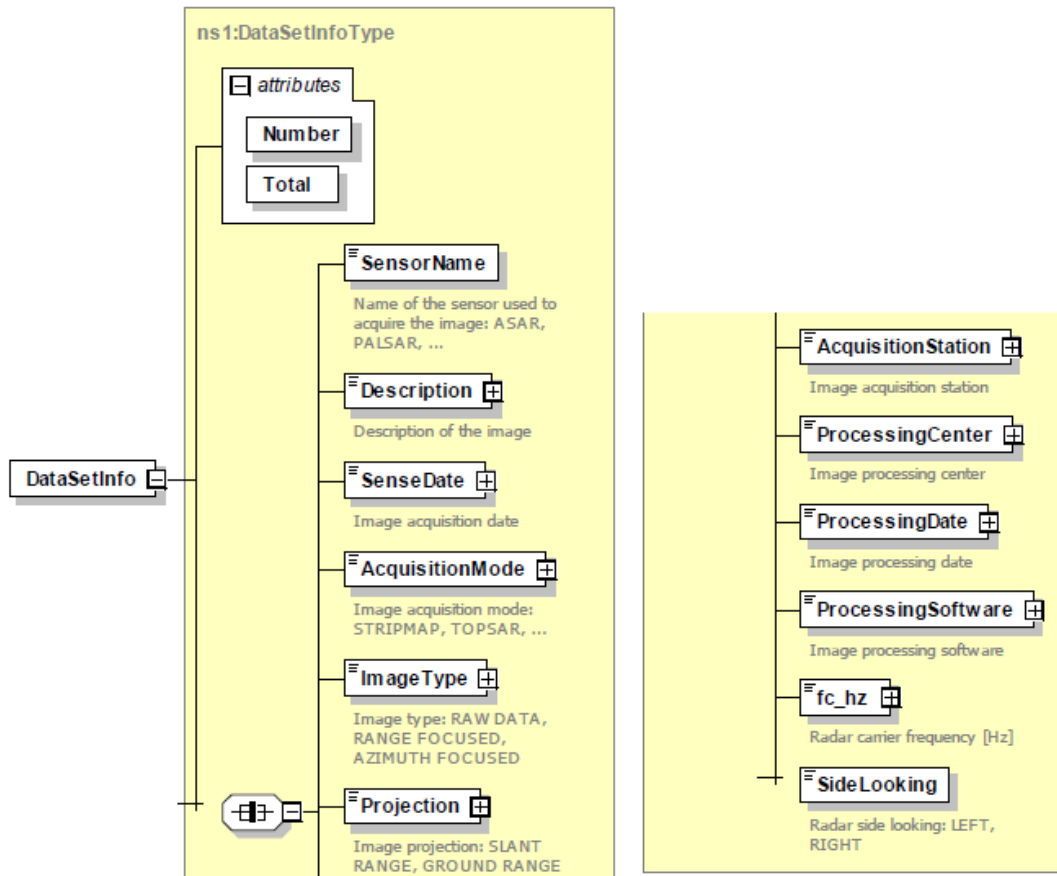 ns1:DataSetInfoType
attributes
Number
Total
SensorName
Name of the sensor used to
acquire the image: ASAR,
PALSAR, ...
Description
Description of the image
DataSetInfo
SenseDate
Image acquisition date
AcquisitionMode
Image acquisition mode:
STRIPMAP, TOPSAR, ...
ImageType
Image type: RAW DATA,
RANGE FOCUSED,
AZIMUTH FOCUSED
Projection
Image projection: SLANT
RANGE, GROUND RANGE
AcquisitionStation
Image acquisition station
ProcessingCenter
Image processing center
ProcessingDate
Image processing date
ProcessingSoftware
Image processing software
fc_hz
Radar carrier frequency [Hz]
SideLooking
Radar side looking: LEFT,
RIGHT